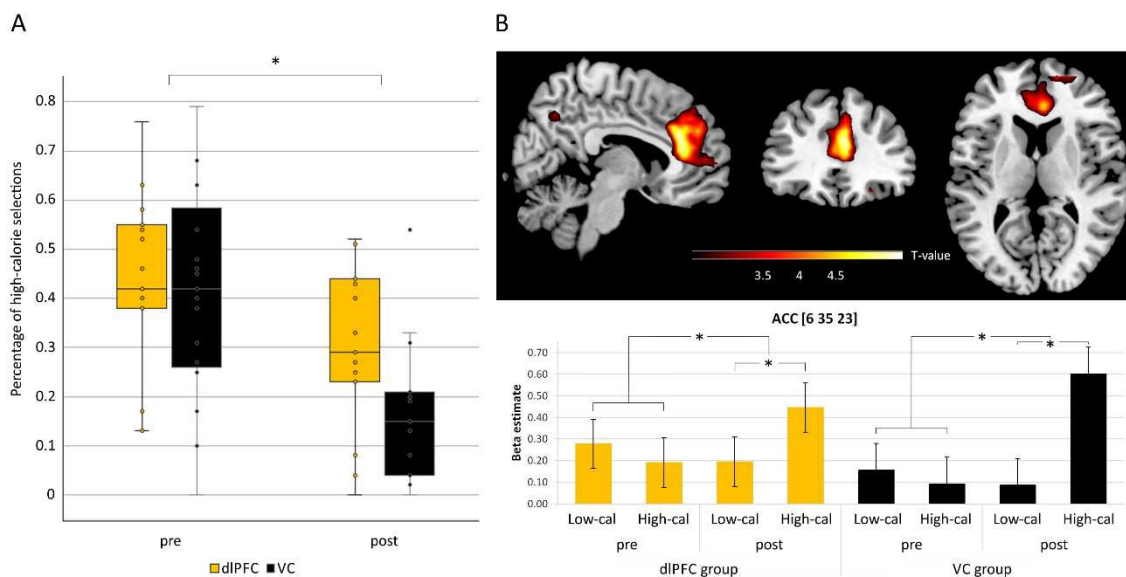 A
*
Percentage of high-calorie selections
0.8
0.7
0.6
0.5
0.4
0.3
0.2
0.1
0
pre post
dlPFC VC
B
T-value
3.5 4 4.5
ACC [6 35 23]
* *
* *
Beta estimate
0.70
0.60
0.50
0.40
0.30
0.20
0.10
0.00
Low-cal High-cal Low-cal High-cal Low-cal High-cal Low-cal High-cal
pre post pre post
dlPFC group VC group